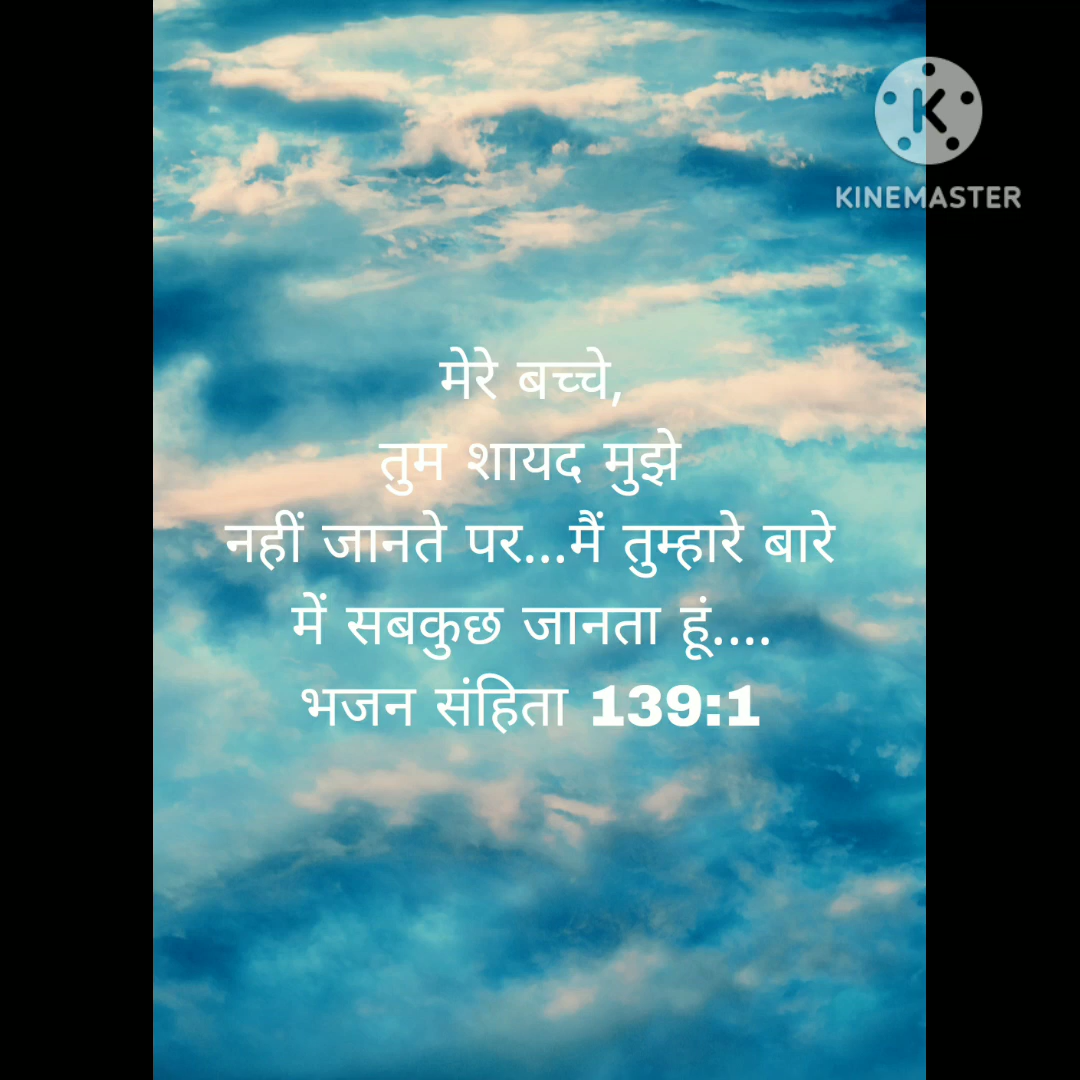 KINEMASTER
मेरे बच्चे,
तुम शायद मुझे
नहीं जानते पर...मैं तुम्हारे बारे
में सबकुछ जानता हूं....
भजन संहिता 139:1